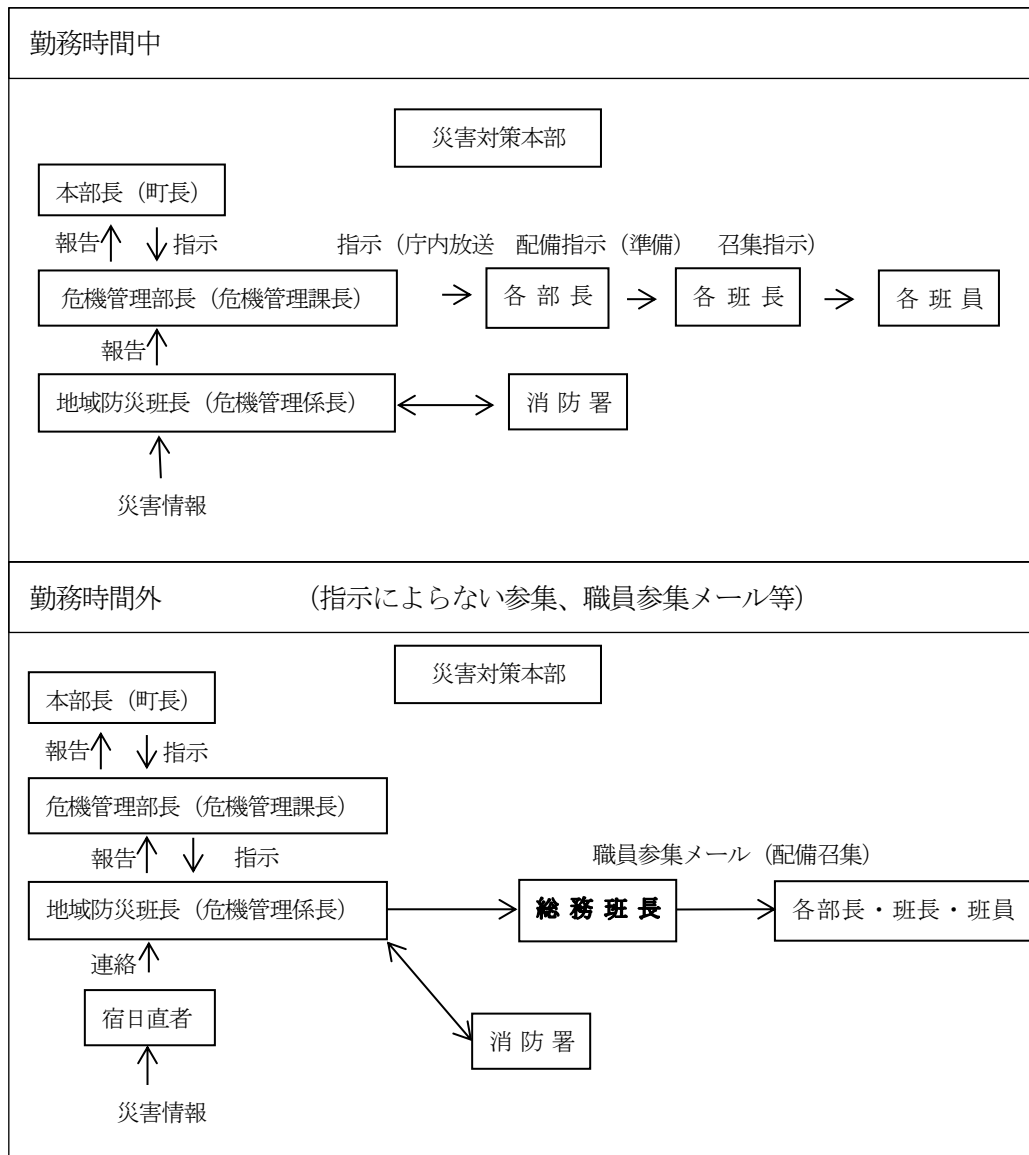 勤務時間中
災害対策本部
本部長（町長）
報告 指示
指示（庁内放送 配備指示（準備） 召集指示）
危機管理部長（危機管理課長）
各部長
各班長
各班員
報告
地域防災班長（危機管理係長）
消防署
災害情報
勤務時間外 （指示によらない参集、職員参集メール等）
災害対策本部
本部長（町長）
報告 指示
危機管理部長（危機管理課長）
報告 指示
職員参集メール（配備召集）
地域防災班長（危機管理係長）
総務班長
各部長・班長・班員
連絡
宿日直者
消防署
災害情報